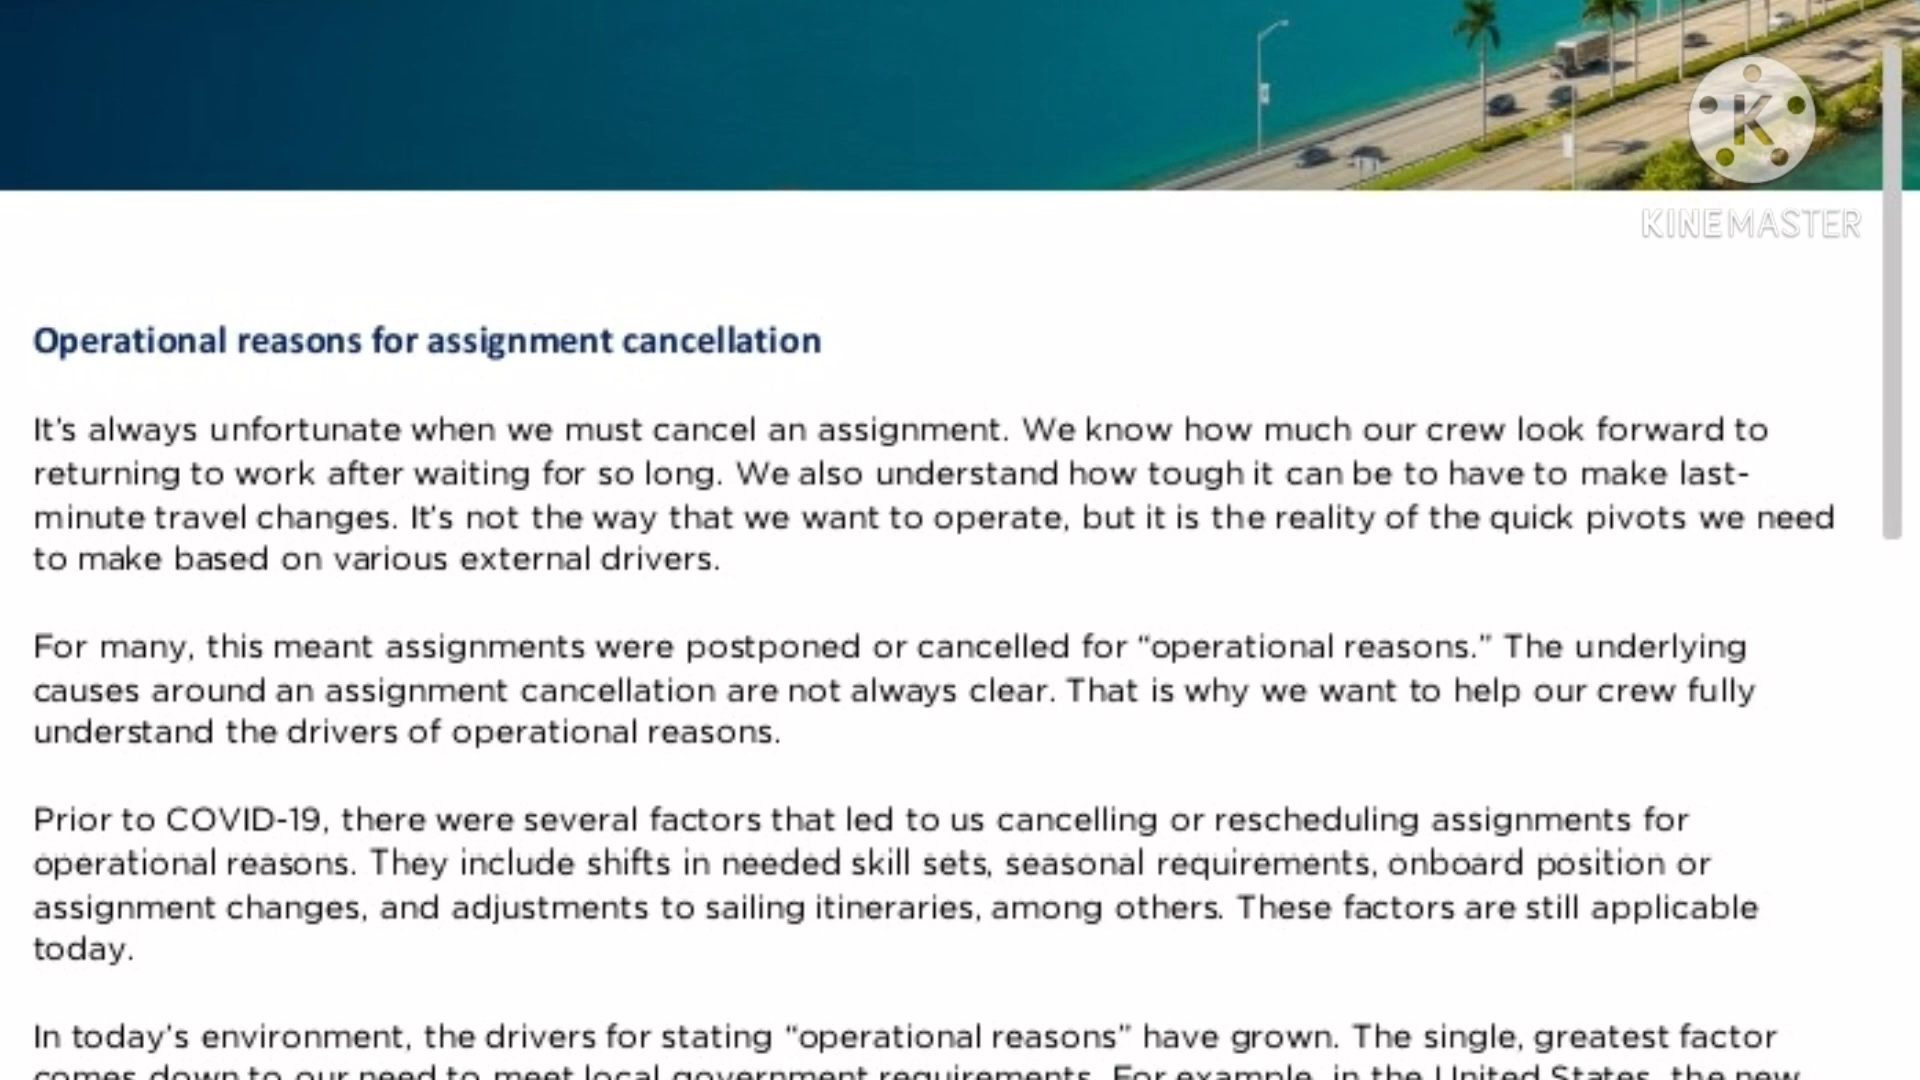 K
KINEMASTER
Operational reasons for assignment cancellation
It's always unfortunate when we must cancel an assignment. We know how much our crew look forward to
returning to work after waiting for so long. We also understand how tough it can be to have to make last-
minute travel changes. It's not the way that we want to operate, but it is the reality of the quick pivots we need
to make based on various external drivers.
For many, this meant assignments were postponed or cancelled for “operational reasons.” The underlying
causes around an assignment cancellation are not always clear. That is why we want to help our crew fully
understand the drivers of operational reasons.
Prior to COVID-19, there were several factors that led to us cancelling or rescheduling assignments for
operational reasons. They include shifts in needed skill sets, seasonal requirements, onboard position or
assignment changes, and adjustments to sailing itineraries, among others. These factors are still applicable
today.
In today's environment, the drivers for stating “operational reasons” have grown. The single, greatest factor
comes down to our need to meet local government requirements. For example, in the United States, the new